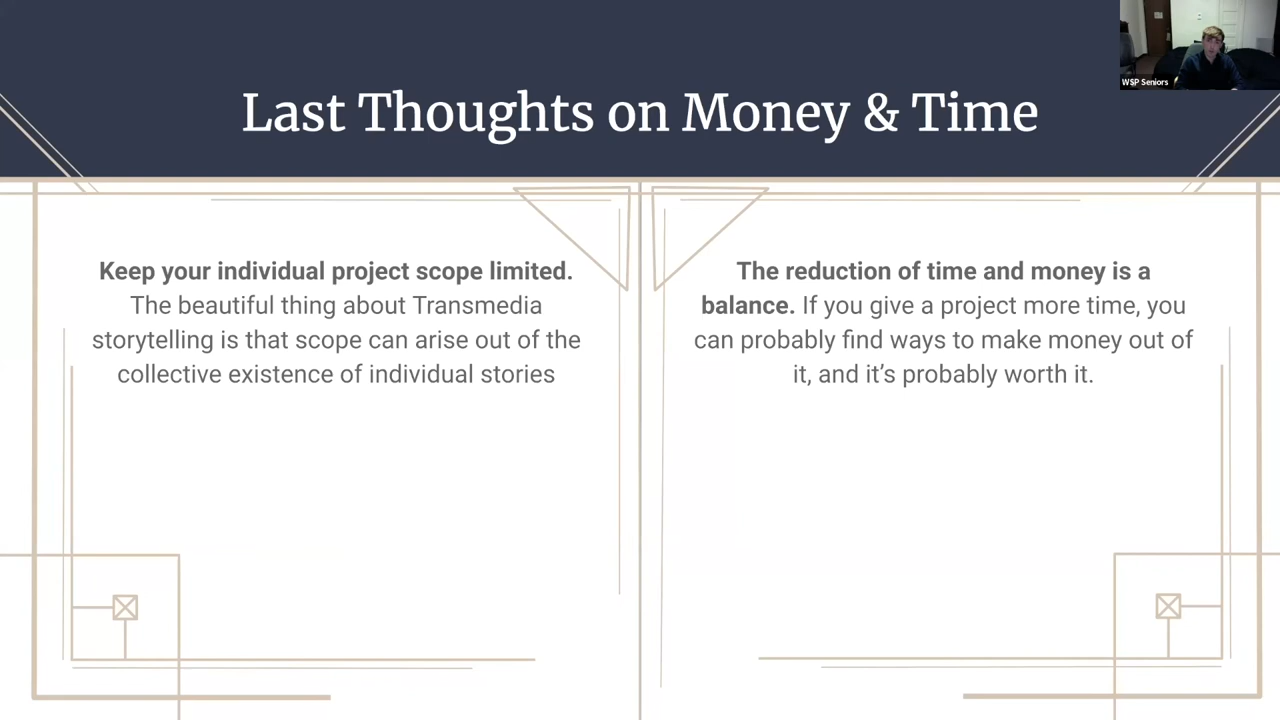 Last Thoughts on Money & Time
WSP Seniors
Keep your individual project scope limited.
The beautiful thing about Transmedia
storytelling is that scope can arise out of the
collective existence of individual stories
The reduction of time and money is a
balance. If you give a project more time, you
can probably find ways to make money out of
it, and it’s probably worth it.